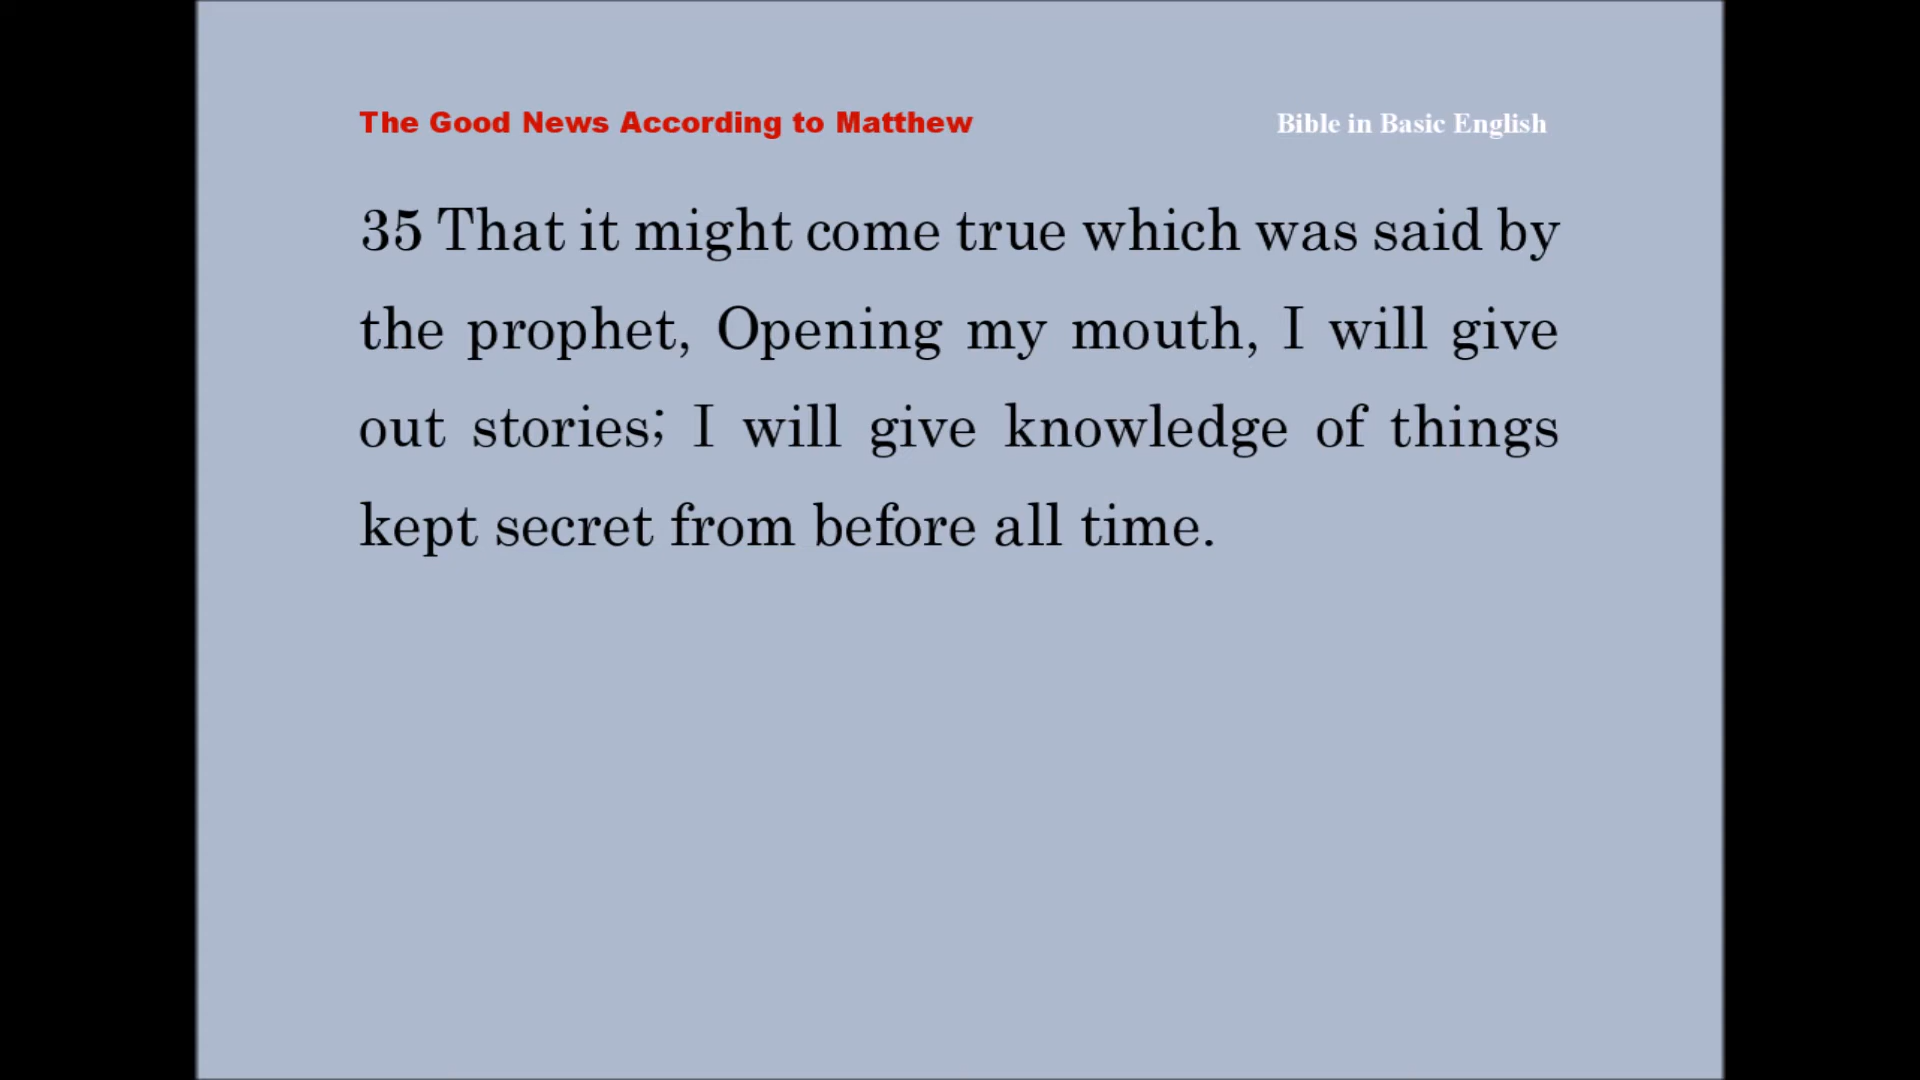 The Good News According to Matthew
Bible in Basic English
35 That it might come true which was said by
the prophet, Opening my mouth, I will give
out stories; I will give knowledge of things
kept secret from before all time.